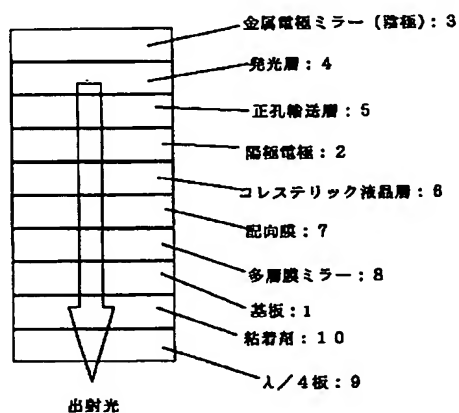 金属電極ミラー(陰極):3
発光層:4
正孔輸送層:5
陽極電極:2
コレステリック液晶層:6
配向膜:7
多層膜ミラー:8
基板:1
粘着剤:10
λ/4板:9
出射光